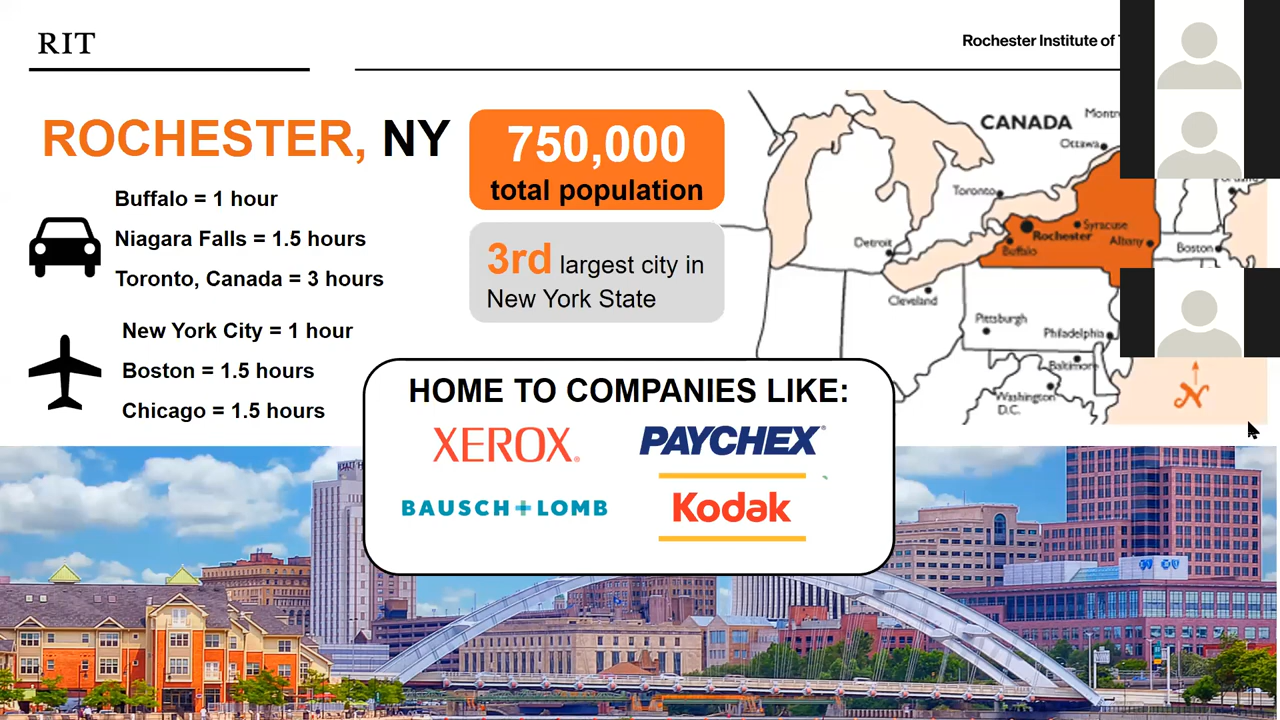 RIT
Rochester Institute of
ROCHESTER, NY
Buffalo = 1 hour
Niagara Falls = 1.5 hours
Toronto, Canada = 3 hours
New York City = 1 hour
Boston = 1.5 hours
Chicago = 1.5 hours
750,000
total population
3rd largest city in
New York State
CANADA
Ottawa
Toronto
Syracuse
Rochester
Albany
Buffalo
Detroit
Boston
Cleveland
Pittsburgh
Philadelphia
Baltimore
Washington
D.C.
N
HOME TO COMPANIES LIKE:
XEROX
PAYCHEX
BAUSCH + LOMB
Kodak